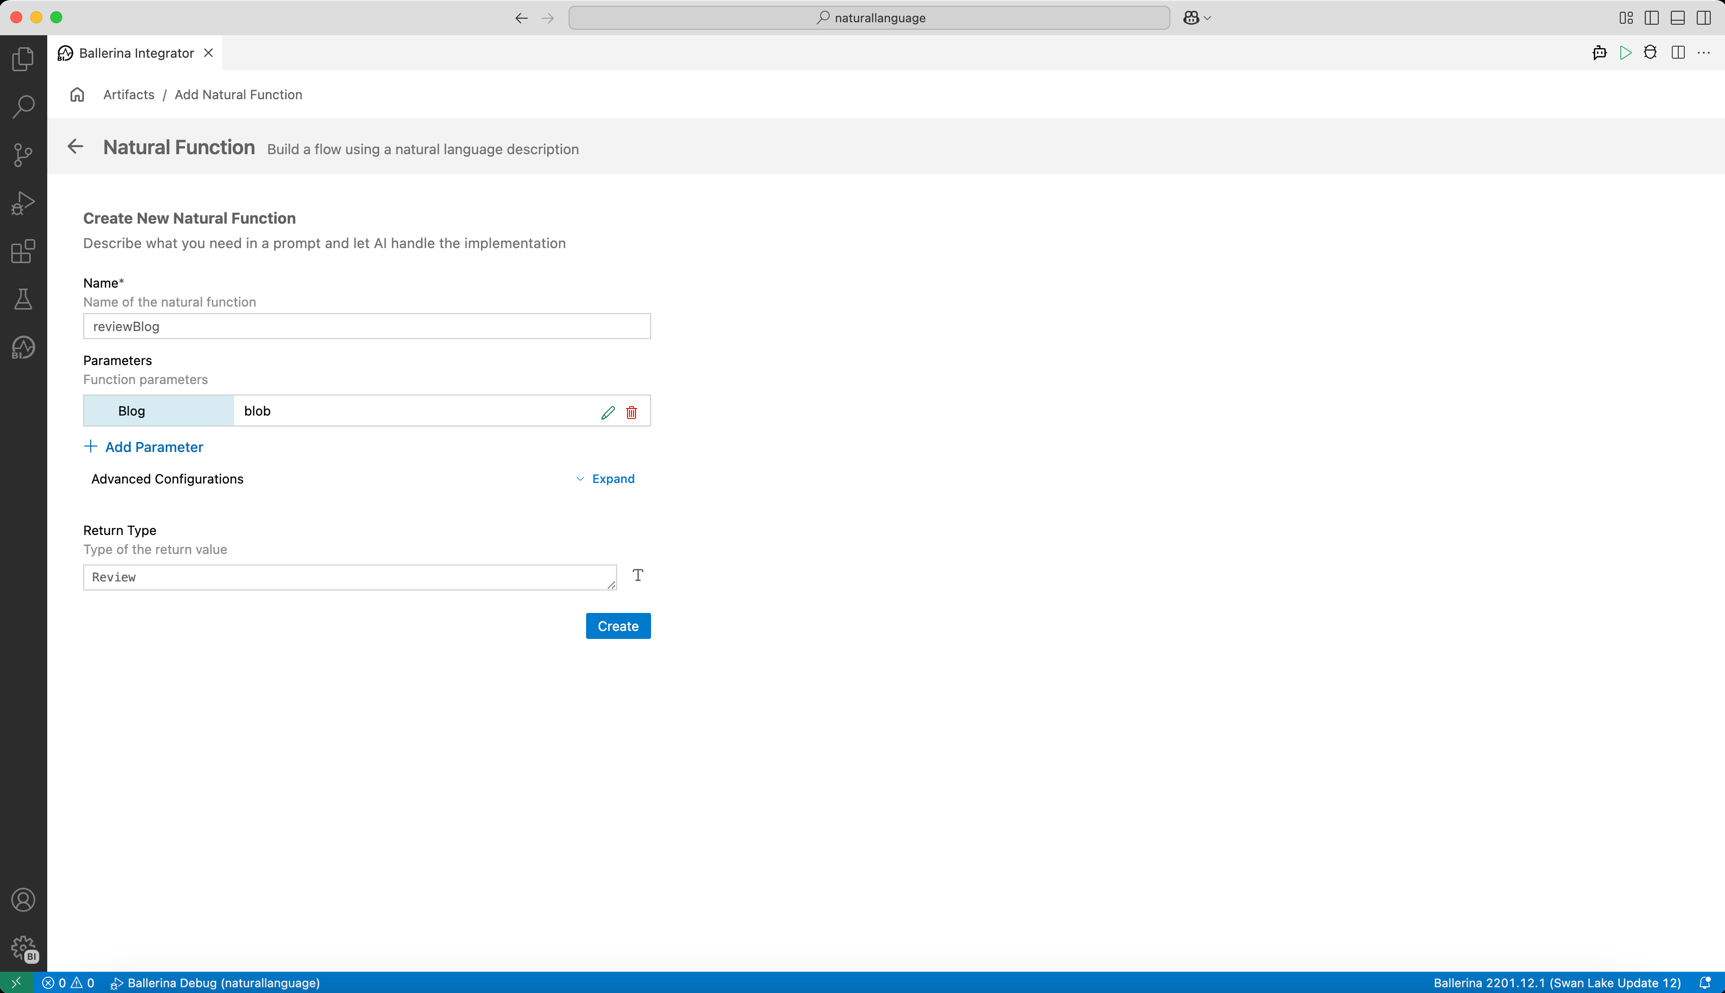 naturallanguage
Ballerina Integrator
Artifacts / Add Natural Function
Natural Function Build a flow using a natural language description
Create New Natural Function
Describe what you need in a prompt and let AI handle the implementation
Name*
Name of the natural function
reviewBlog
Parameters
Function parameters
Blog blob
Add Parameter
Advanced Configurations Expand
Return Type
Type of the return value
Review
T
Create
BI
BI
0 0 Ballerina Debug (naturallanguage) Ballerina 2201.12.1 (Swan Lake Update 12)